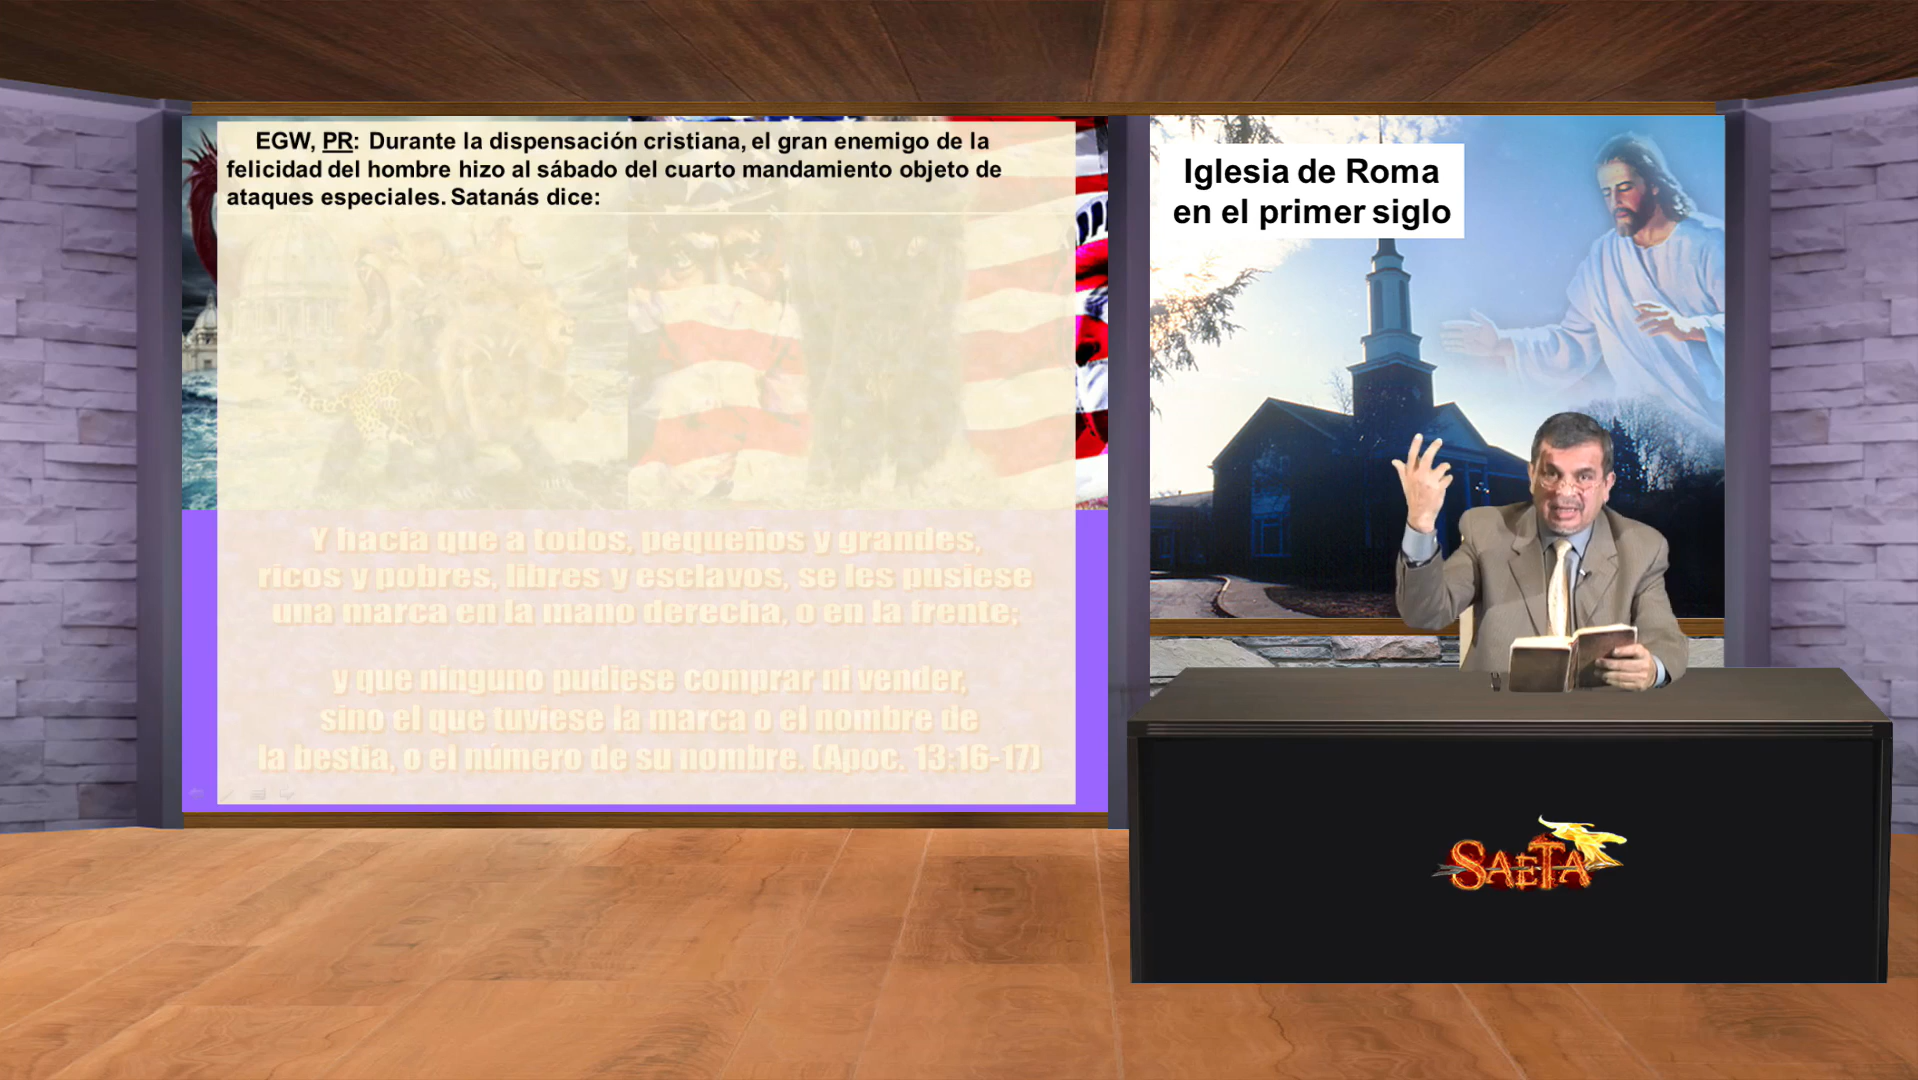 EGW, PR: Durante la dispensación cristiana, el gran enemigo de la
felicidad del hombre hizo al sábado del cuarto mandamiento objeto de
ataques especiales. Satanás dice:
Y hacía que a todos, pequeños y grandes,
ricos y pobres, libres y esclavos, se les pusiese
una marca en la mano derecha, o en la frente;
y que ninguno pudiese comprar ni vender,
sino el que tuviese la marca o el nombre de
la bestia, o el número de su nombre. (Apoc. 13:16-17)
Iglesia de Roma
en el primer siglo
SAETA